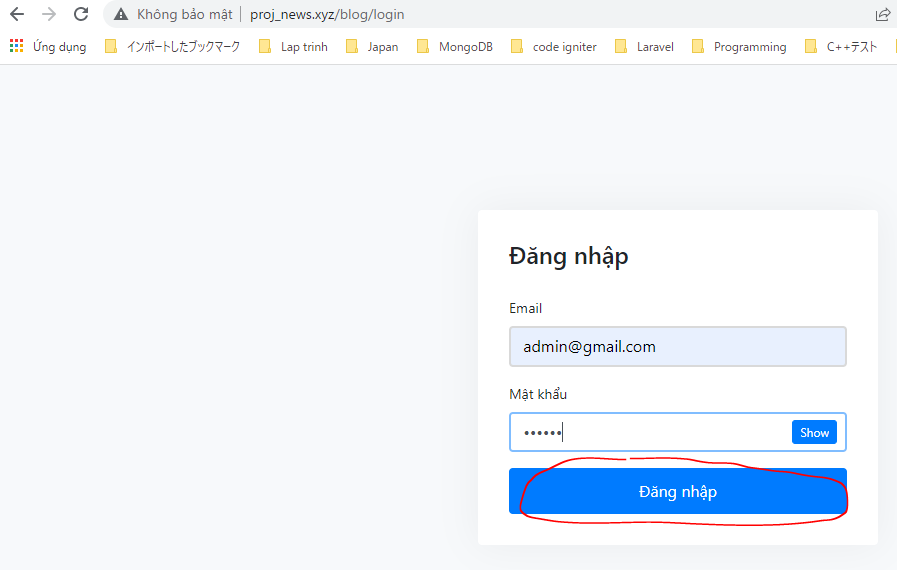 Không bảo mật proj_news.xyz/blog/login
Ứng dụng インポートしたブックマーク Lap trinh Japan MongoDB code igniter Laravel Programming C++テスト
Đăng nhập
Email
admin@gmail.com
Mật khẩu
•••••• Show
Đăng nhập